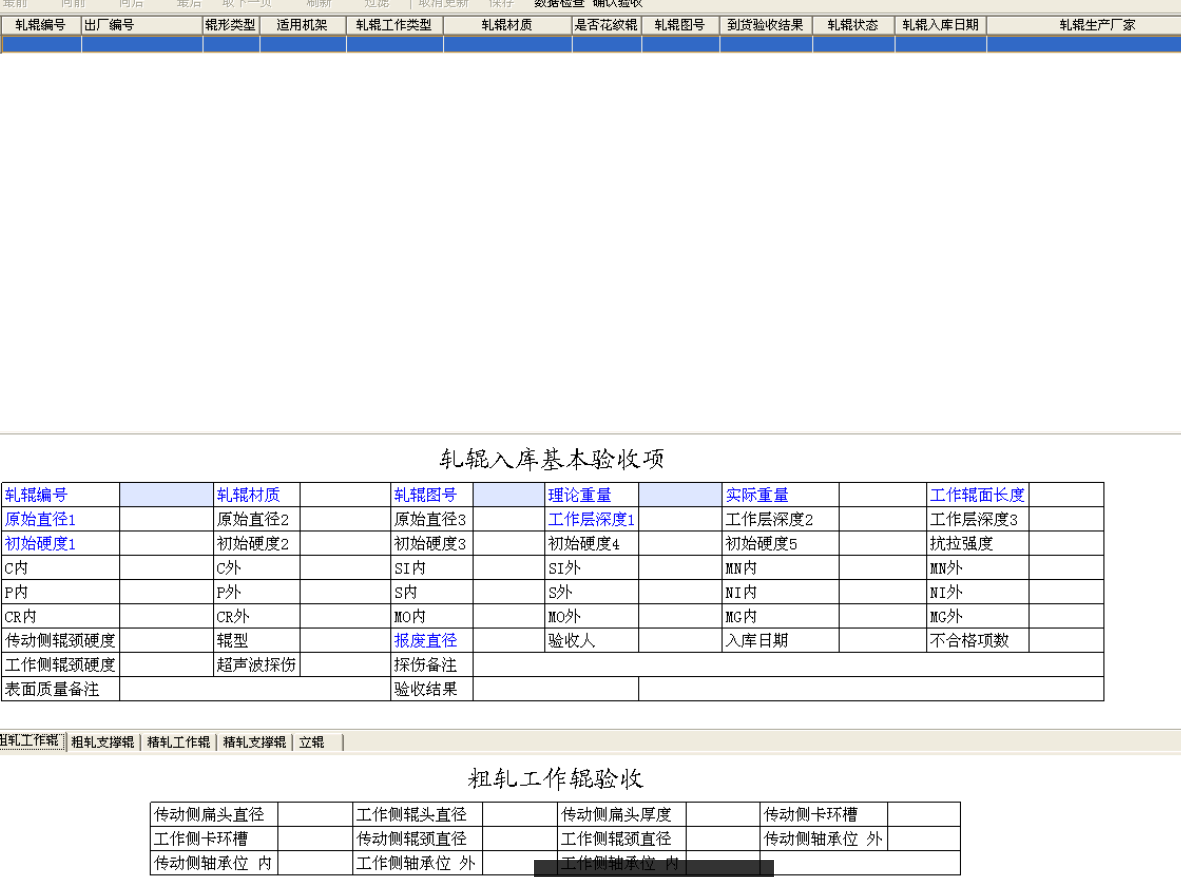 最前 向前 向后 最后 取下一页 刷新 过滤 取消更新 保存 数据检查 确认验收
轧辊编号 出厂编号 辊形类型 适用机架 轧辊工作类型 轧辊材质 是否花纹辊 轧辊图号 到货验收结果 轧辊状态 轧辊入库日期 轧辊生产厂家
轧辊入库基本验收项
轧辊编号 轧辊材质 轧辊图号 理论重量 实际重量 工作辊面长度
原始直径1 原始直径2 原始直径3 工作层深度1 工作层深度2 工作层深度3
初始硬度1 初始硬度2 初始硬度3 初始硬度4 初始硬度5 抗拉强度
C内 C外 SI内 SI外 MN内 MN外
P内 P外 S内 S外 NI内 NI外
CR内 CR外 MO内 MO外 MG内 MG外
传动侧辊颈硬度 辊型 报废直径 验收人 入库日期 不合格项数
工作侧辊颈硬度 超声波探伤 探伤备注
表面质量备注 验收结果
粗轧工作辊 粗轧支撑辊 精轧工作辊 精轧支撑辊 立辊
粗轧工作辊验收
传动侧扁头直径 工作侧辊头直径 传动侧扁头厚度 传动侧卡环槽
工作侧卡环槽 传动侧辊颈直径 工作侧辊颈直径 传动侧轴承位 外
传动侧轴承位 内 工作侧轴承位 外 工作侧轴承位 内